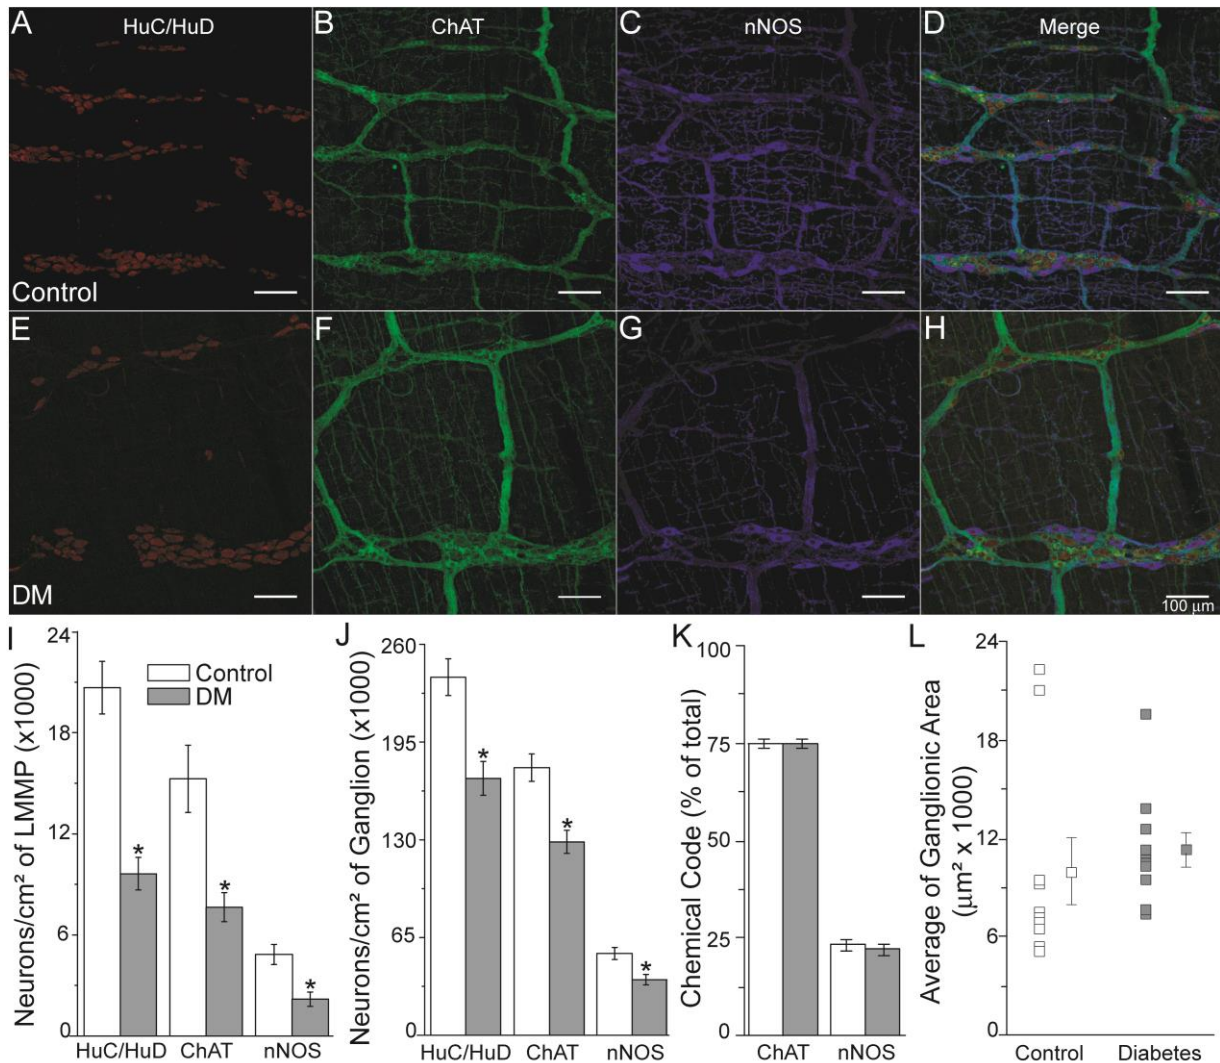 A HuC/HuD B ChAT C nNOS D Merge
Control
E F G H
DM
100 µm
I
Neurons/cm² of LMMP (x1000)
24
18
12
6
0
Control
DM
*
*
*
HuC/HuD ChAT nNOS
J
Neurons/cm² of Ganglion (x1000)
260
195
130
65
0
*
*
*
HuC/HuD ChAT nNOS
K
Chemical Code (% of total)
100
75
50
25
0
ChAT nNOS
L
Average of Ganglionic Area
(µm² x 1000)
24
18
12
6
0
Control Diabetes